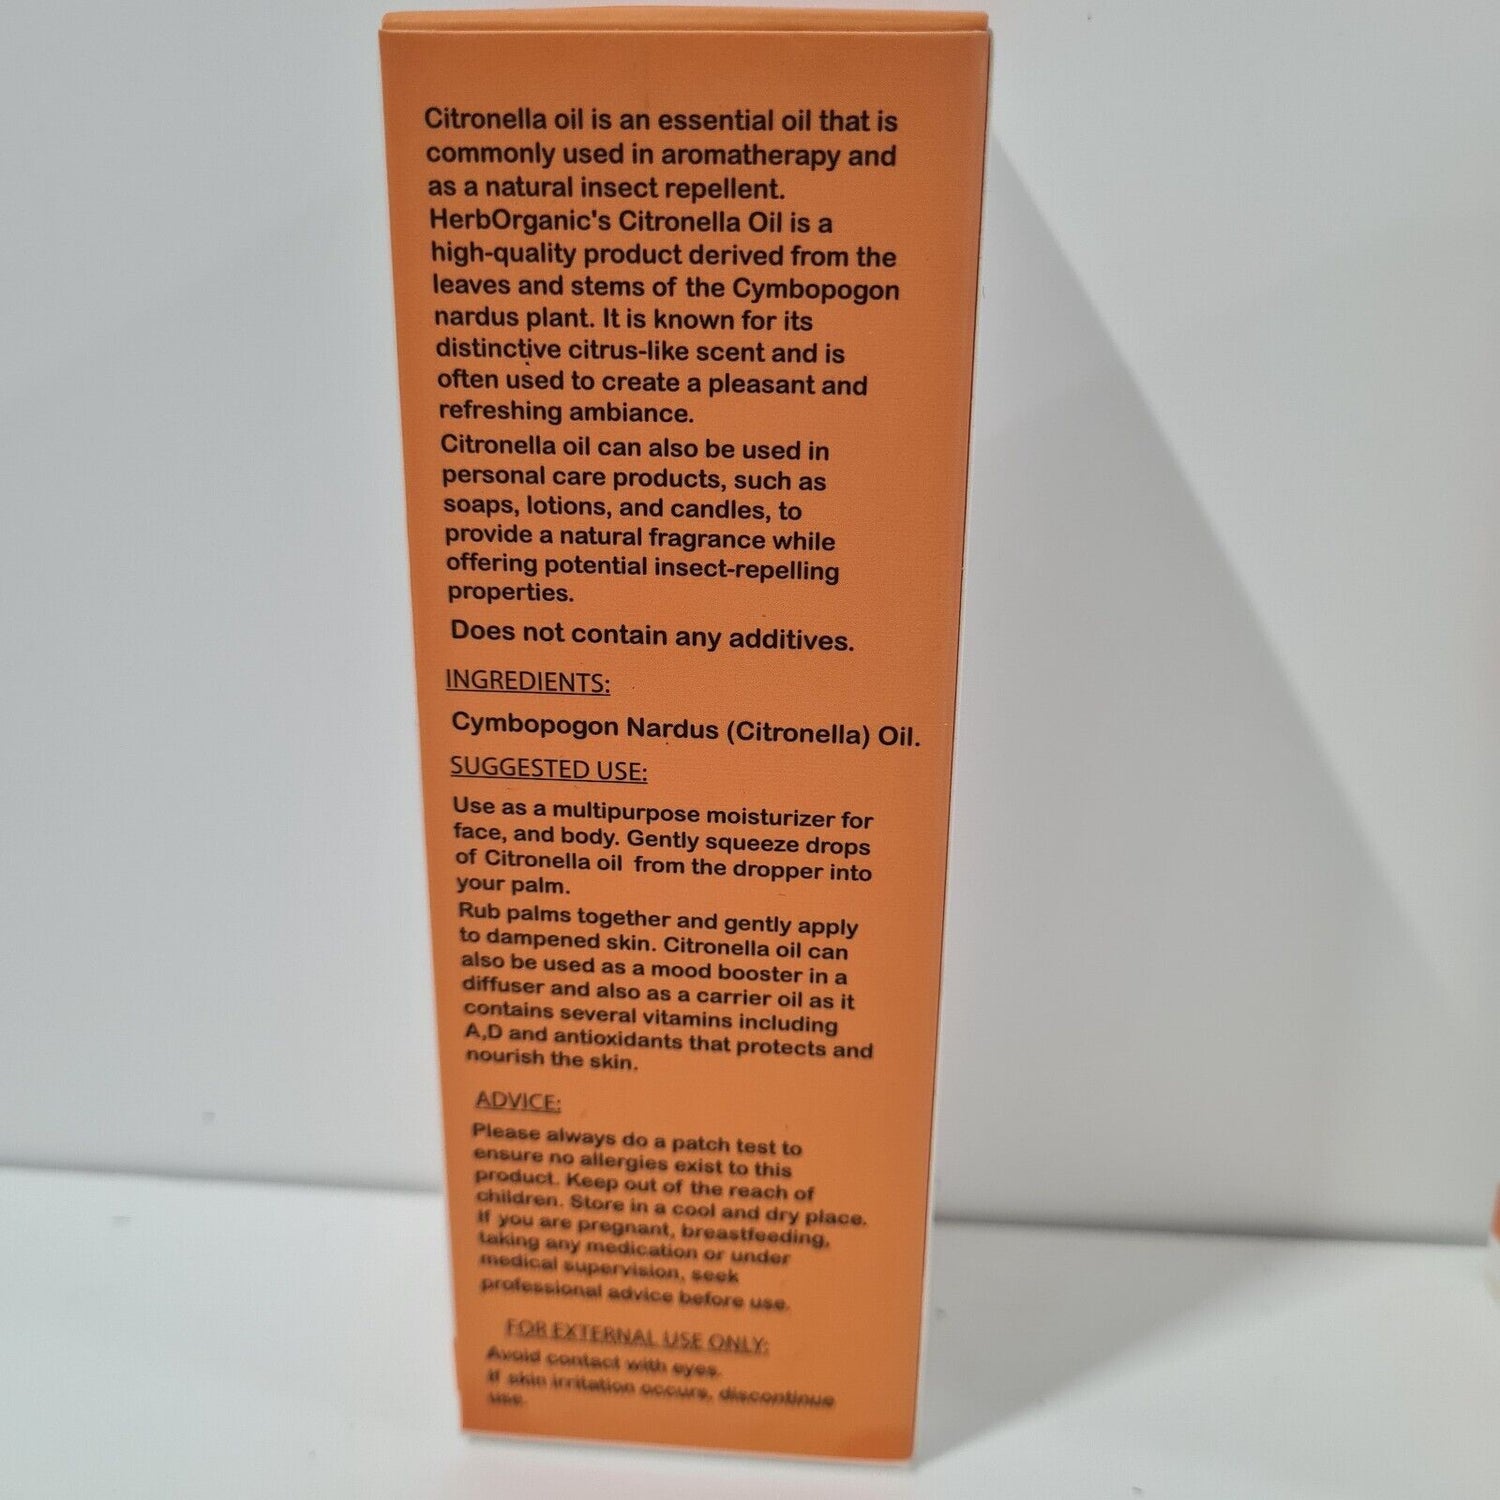 Citronella oil is an essential oil that is
commonly used in aromatherapy and
as a natural insect repellent.
HerbOrganic's Citronella Oil is a
high-quality product derived from the
leaves and stems of the Cymbopogon
nardus plant. It is known for its
distinctive citrus-like scent and is
often used to create a pleasant and
refreshing ambiance.
Citronella oil can also be used in
personal care products, such as
soaps, lotions, and candles, to
provide a natural fragrance while
offering potential insect-repelling
properties.
Does not contain any additives.
INGREDIENTS:
Cymbopogon Nardus (Citronella) Oil.
SUGGESTED USE:
Use as a multipurpose moisturizer for
face, and body. Gently squeeze drops
of Citronella oil from the dropper into
your palm.
Rub palms together and gently apply
to dampened skin. Citronella oil can
also be used as a mood booster in a
diffuser and also as a carrier oil as it
contains several vitamins including
A,D and antioxidants that protects and
nourish the skin.
ADVICE:
Please always do a patch test to
ensure no allergies exist to this
product. Keep out of the reach of
children. Store in a cool and dry place.
If you are pregnant, breastfeeding,
taking any medication or under
medical supervision, seek
professional advice before use.
FOR EXTERNAL USE ONLY:
Avoid contact with eyes.
If skin irritation occurs, discontinue
use.